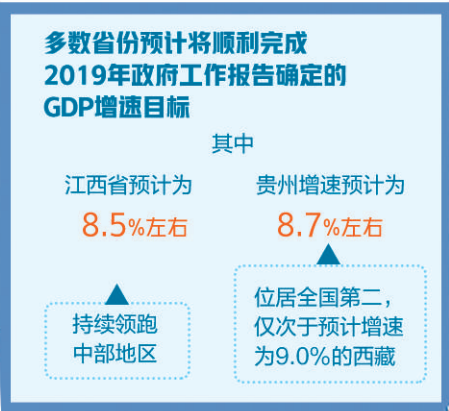 多数省份预计将顺利完成
2019年政府工作报告确定的
GDP增速目标
其中
江西省预计为
8.5%左右
贵州增速预计为
8.7%左右
持续领跑
中部地区
位居全国第二，
仅次于预计增速
为9.0%的西藏